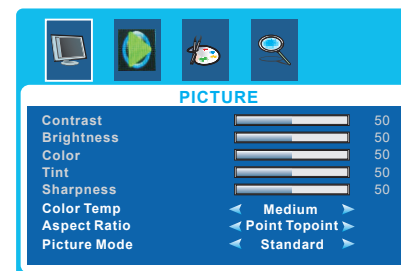 PICTURE
Contrast 50
Brightness 50
Color 50
Tint 50
Sharpness 50
Color Temp Medium
Aspect Ratio Point Topoint
Picture Mode Standard